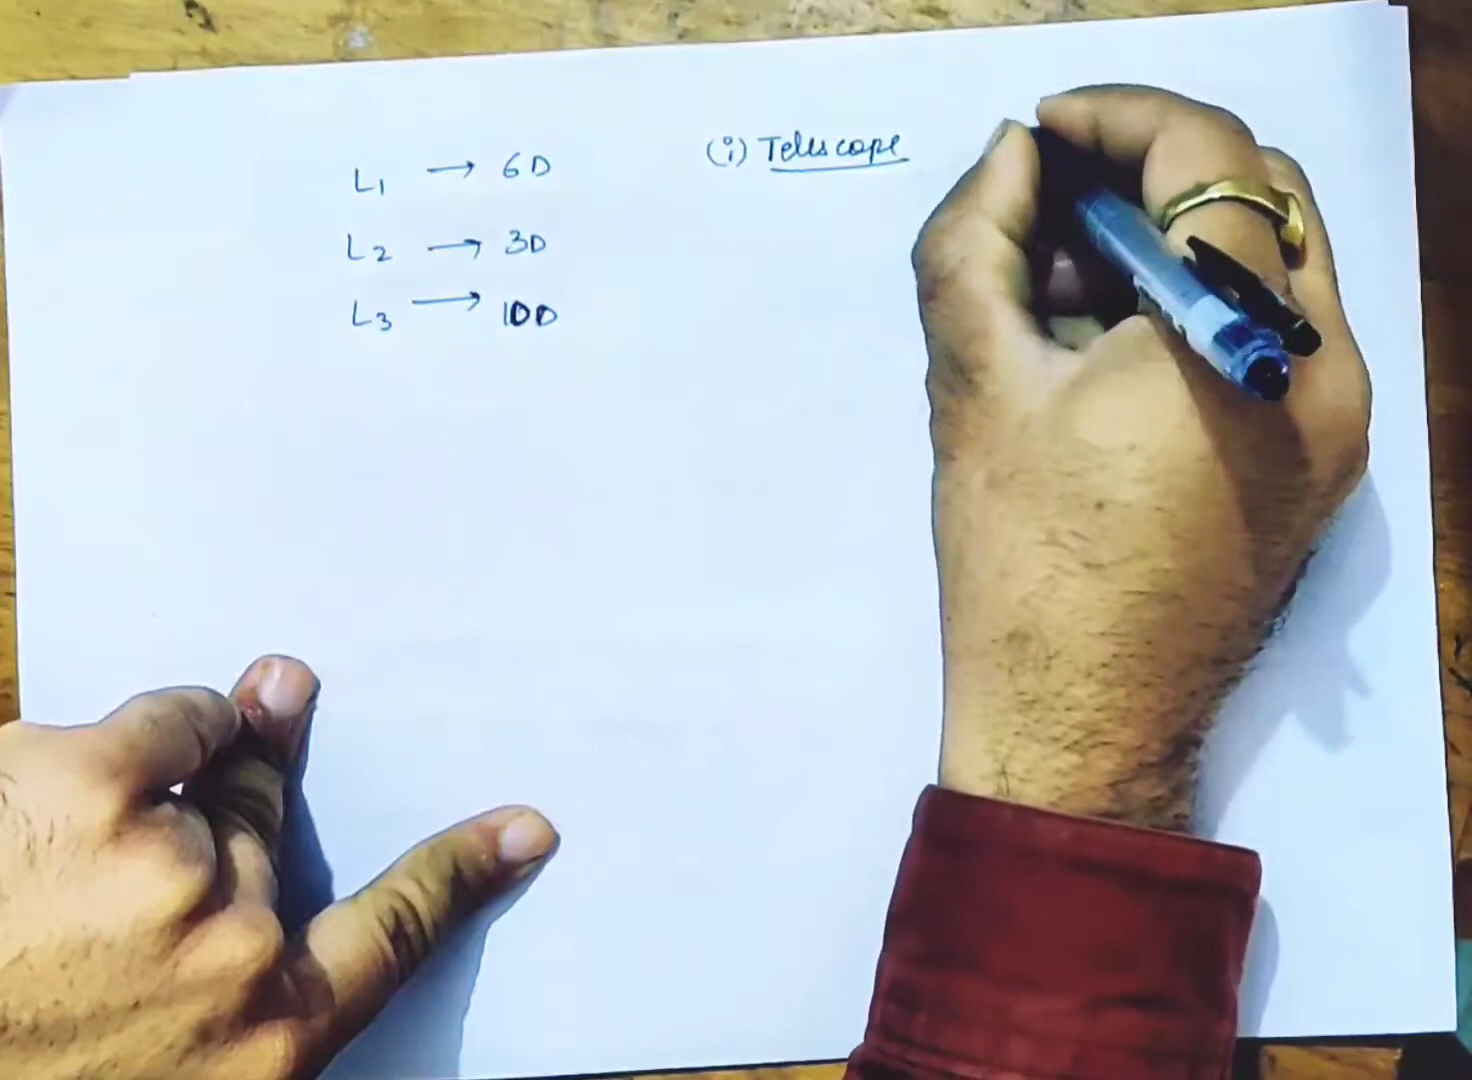 L1 → 6D
L2 → 3D
L3 → 10D
(i) Telescope